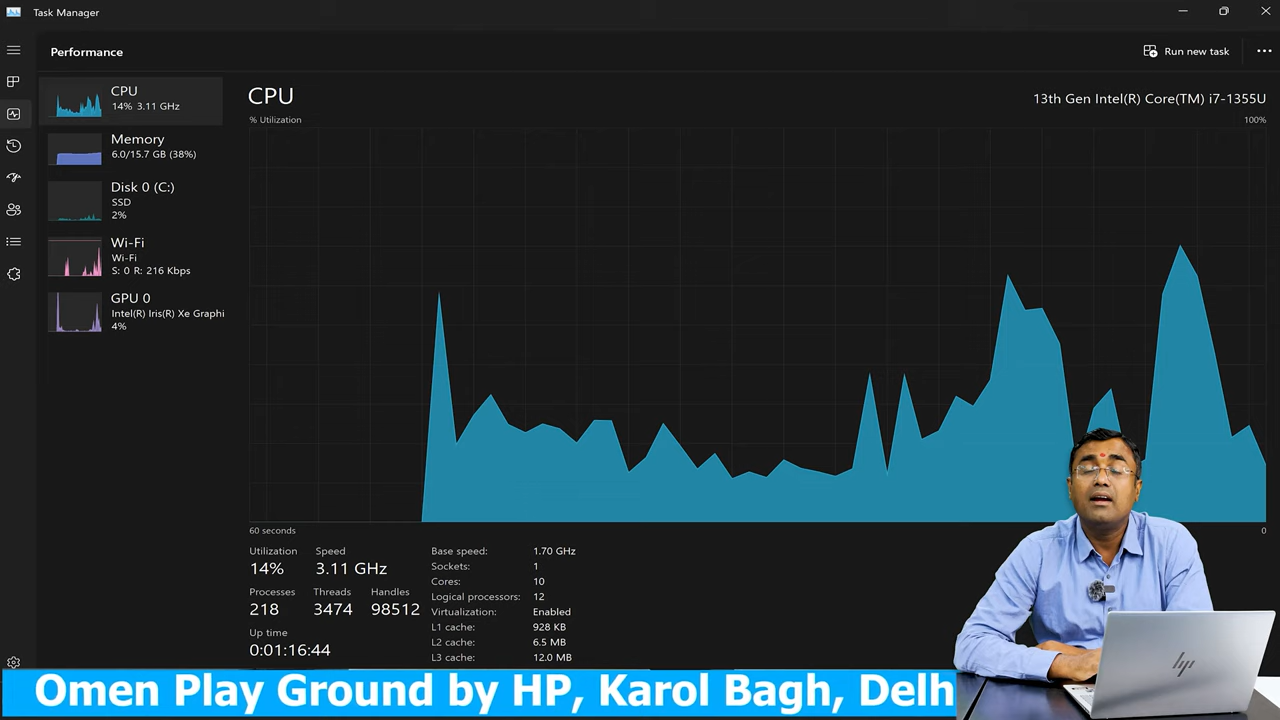 Task Manager
Performance
Run new task
CPU
14% 3.11 GHz
Memory
6.0/15.7 GB (38%)
Disk 0 (C:)
SSD
2%
Wi-Fi
Wi-Fi
S: 0 R: 216 Kbps
GPU 0
Intel(R) Iris(R) Xe Graphi
4%
CPU
13th Gen Intel(R) Core(TM) i7-1355U
% Utilization
100%
60 seconds
0
Utilization
14%
Speed
3.11 GHz
Processes
218
Threads
3474
Handles
98512
Up time
0:01:16:44
Base speed: 1.70 GHz
Sockets: 1
Cores: 10
Logical processors: 12
Virtualization: Enabled
L1 cache: 928 KB
L2 cache: 6.5 MB
L3 cache: 12.0 MB
hp
Omen Play Ground by HP, Karol Bagh, Delh